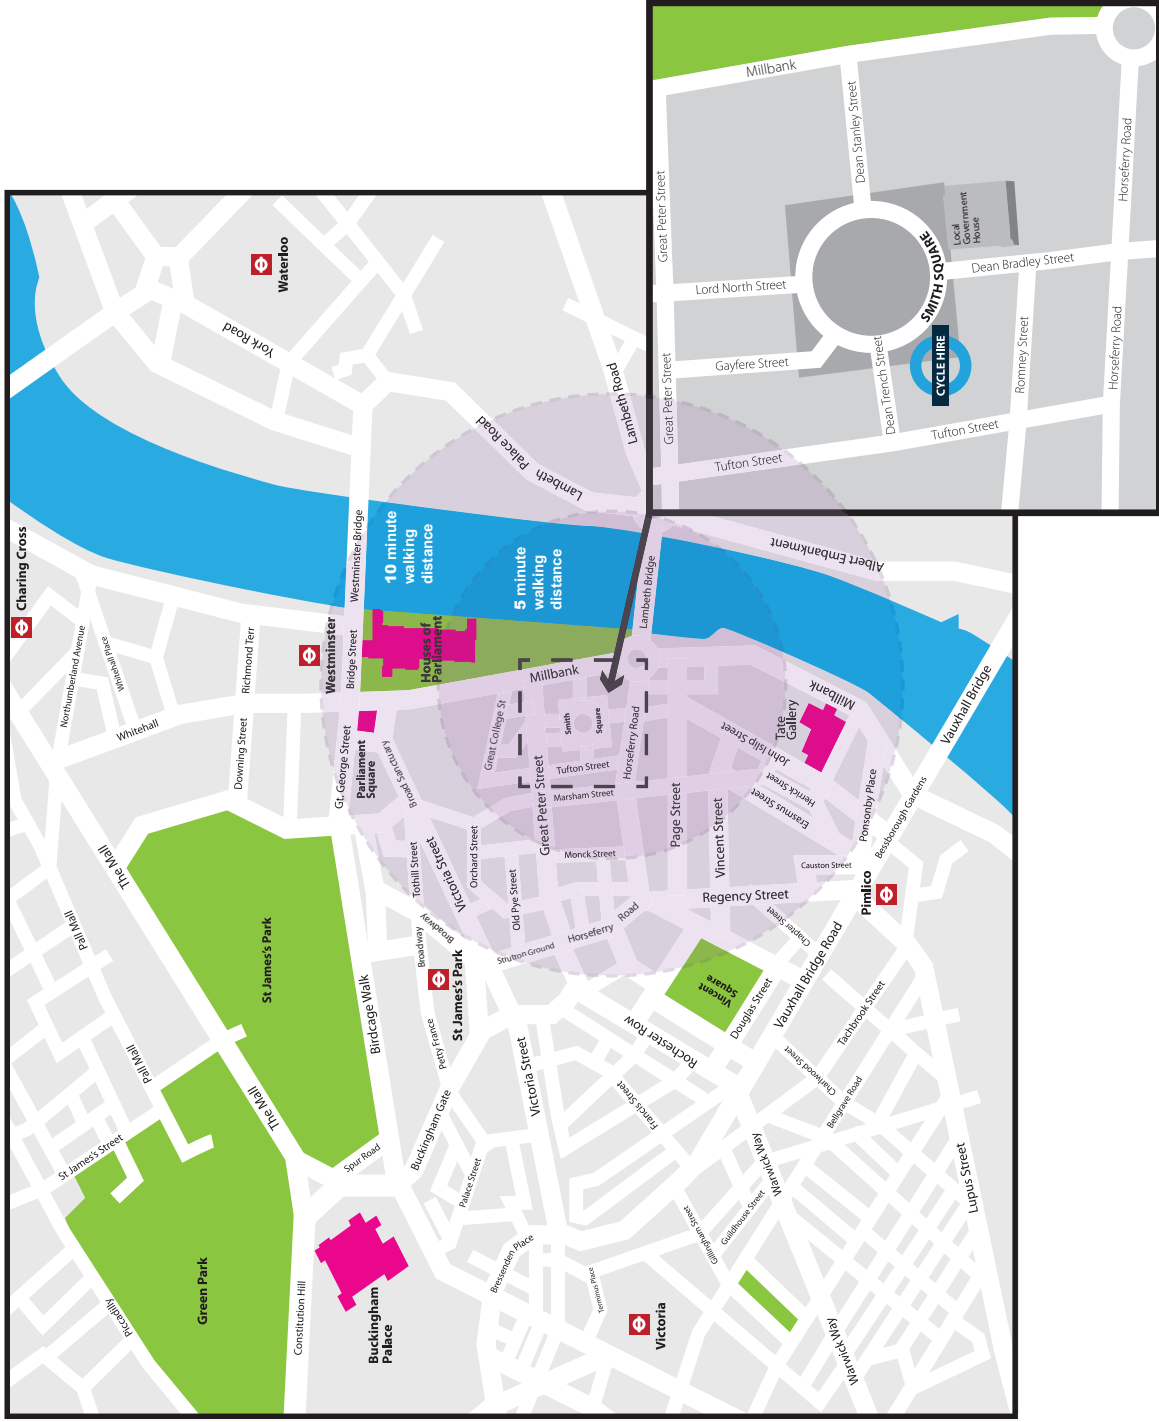 Millbank
Dean Stanley Street
Horseferry Road
Great Peter Street
Local
Government
House
SMITH SQUARE
Dean Bradley Street
Lord North Street
Gayfere Street
Dean Trench Street
CYCLE HIRE
Romney Street
Horseferry Road
Great Peter Street
Tufton Street
Tufton Street
Waterloo
York Road
Lambeth Road
Lambeth
Palace Road
Charing Cross
Westminster Bridge
10 minute
walking
distance
5 minute
walking
distance
Albert Embankment
Lambeth Bridge
Northumberland Avenue
Whitehall Place
Richmond Terr
Westminster
Bridge Street
Houses of
Parliament
Millbank
Millbank
Vauxhall Bridge
Whitehall
Downing Street
Gt. George Street
Parliament
Square
Broad Sanctuary
Great College St
Smith
Square
Horseferry Road
Tufton Street
Tate
Gallery
John Islip Street
Herrick Street
Erasmus Street
Ponsonby Place
Bessborough Gardens
Great Peter Street
Marsham Street
Page Street
Vincent Street
Monck Street
Causton Street
Regency Street
Pimlico
The Mall
Pall Mall
Tothill Street
Victoria Street
Orchard Street
Old Pye Street
Broadway
Broadway
Strutton Ground
Horseferry
Road
Chapter Street
Vauxhall Bridge Road
St James's Park
St James's Park
Birdcage Walk
Petty France
Vincent
Square
Douglas Street
Tachbrook Street
Rochester Row
Charlwood Street
Bellgrave Road
Pall Mall
The Mall
Victoria Street
Francis Street
Buckingham Gate
St James's Street
Spur Road
Palace Street
Warwick Way
Guildhouse Street
Gillingham Street
Lupus Street
Green Park
Piccadilly
Constitution Hill
Buckingham
Palace
Bressenden Place
Terminus Place
Victoria
Warwick Way